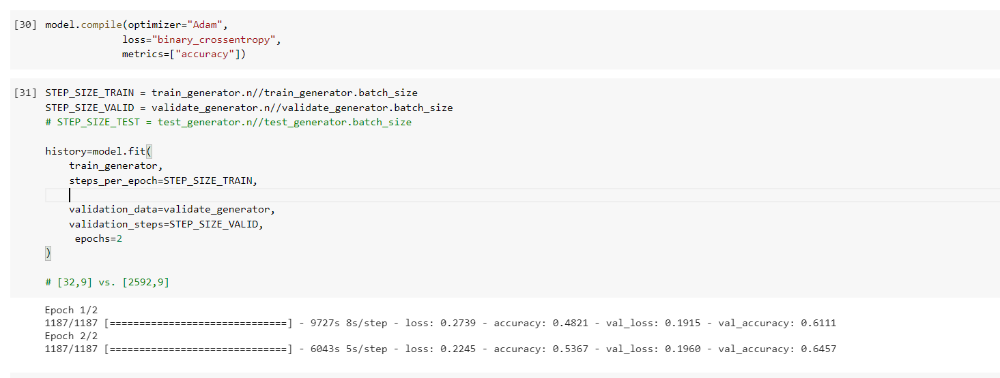 [30] model.compile(optimizer="Adam",
loss="binary_crossentropy",
metrics=["accuracy"])
[31] STEP_SIZE_TRAIN = train_generator.n//train_generator.batch_size
STEP_SIZE_VALID = validate_generator.n//validate_generator.batch_size
# STEP_SIZE_TEST = test_generator.n//test_generator.batch_size
history=model.fit(
train_generator,
steps_per_epoch=STEP_SIZE_TRAIN,
validation_data=validate_generator,
validation_steps=STEP_SIZE_VALID,
epochs=2
)
# [32,9] vs. [2592,9]
Epoch 1/2
1187/1187 [==============================] - 9727s 8s/step - loss: 0.2739 - accuracy: 0.4821 - val_loss: 0.1915 - val_accuracy: 0.6111
Epoch 2/2
1187/1187 [==============================] - 6043s 5s/step - loss: 0.2245 - accuracy: 0.5367 - val_loss: 0.1960 - val_accuracy: 0.6457